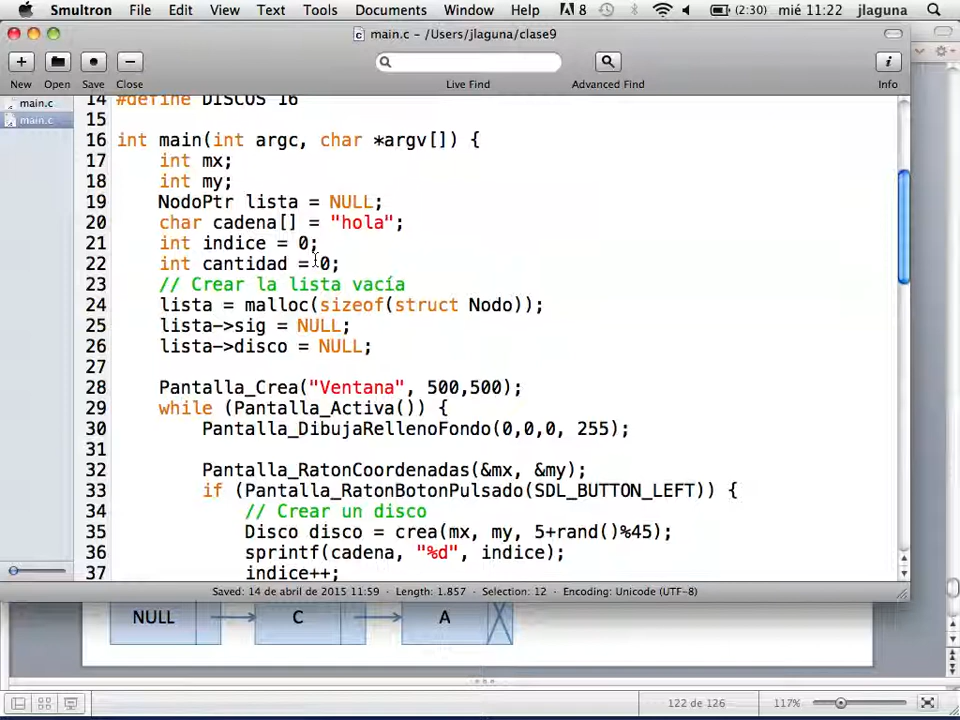 Smultron File Edit View Text Tools Documents Window Help 8 (2:30) mié 11:22 jlaguna
main.c - /Users/jlaguna/clase9
New Open Save Close Live Find Advanced Find Info
main.c
main.c
14 #define DISCOS 16
15
16 int main(int argc, char *argv[]) {
17 int mx;
18 int my;
19 NodoPtr lista = NULL;
20 char cadena[] = "hola";
21 int indice = 0;
22 int cantidad = 0;
23 // Crear la lista vacía
24 lista = malloc(sizeof(struct Nodo));
25 lista->sig = NULL;
26 lista->disco = NULL;
27
28 Pantalla_Crea("Ventana", 500,500);
29 while (Pantalla_Activa()) {
30 Pantalla_DibujaRellenoFondo(0,0,0, 255);
31
32 Pantalla_RatonCoordenadas(&mx, &my);
33 if (Pantalla_RatonBotonPulsado(SDL_BUTTON_LEFT)) {
34 // Crear un disco
35 Disco disco = crea(mx, my, 5+rand()%45);
36 sprintf(cadena, "%d", indice);
37 indice++;
Saved: 14 de abril de 2015 11:59 · Length: 1.857 · Selection: 12 · Encoding: Unicode (UTF-8)
NULL C A
122 de 126 117%